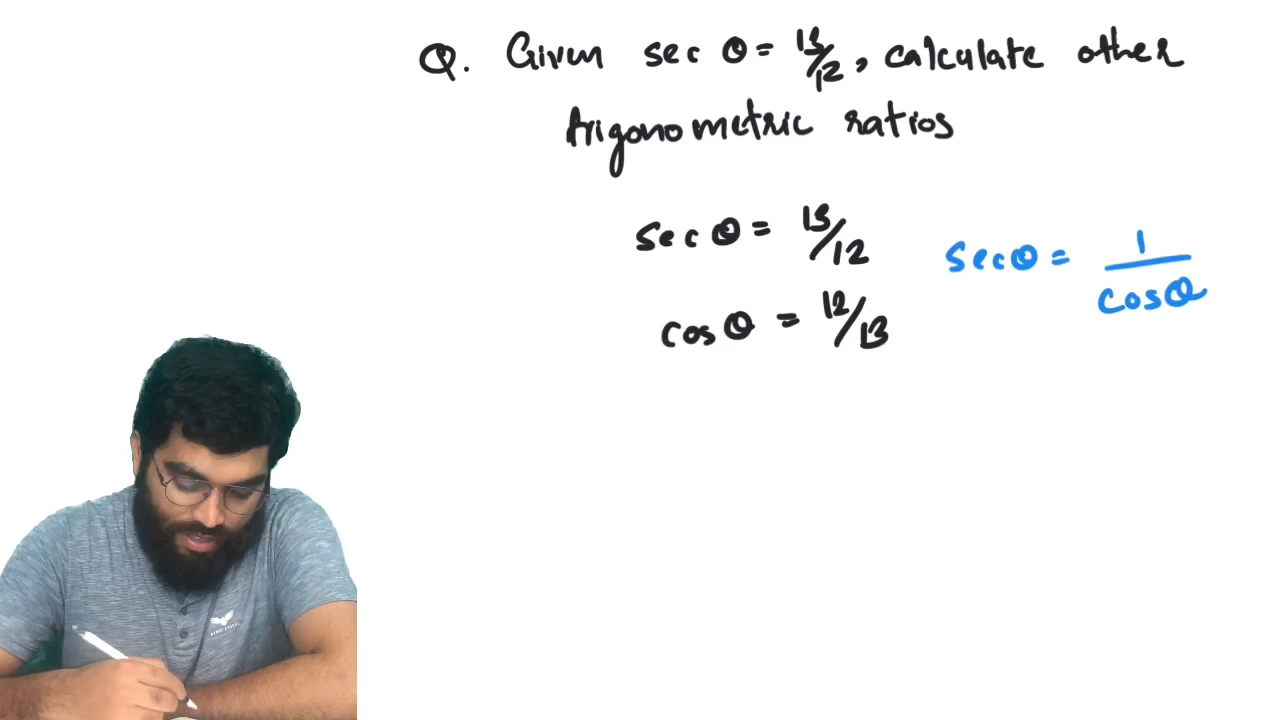 Q. Given sec θ = 13/12, calculate other
trigonometric ratios
sec θ = 13/12
sec θ = 1/cos θ
cos θ = 12/13